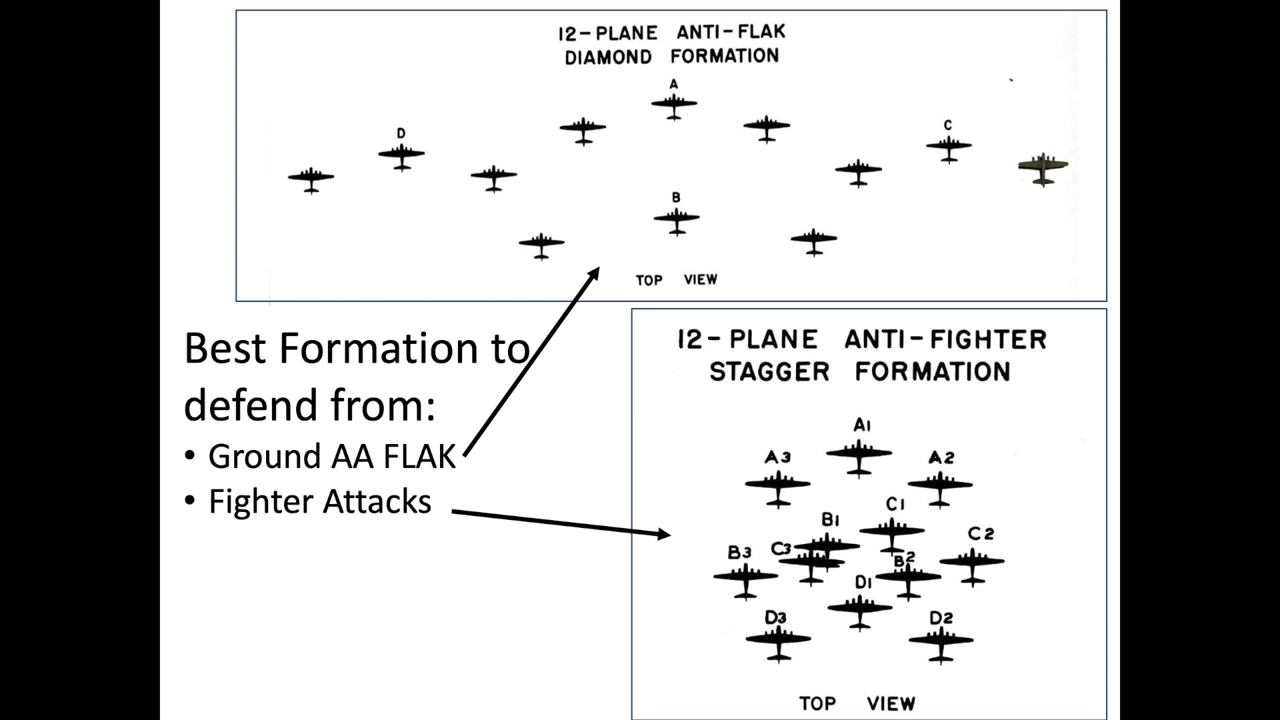 12-PLANE ANTI-FLAK
DIAMOND FORMATION
A
D
C
B
TOP VIEW
Best Formation to
defend from:
• Ground AA FLAK
• Fighter Attacks
12-PLANE ANTI-FIGHTER
STAGGER FORMATION
A1
A3
A2
C1
B1
C2
C3
B3
B2
D1
D3
D2
TOP VIEW